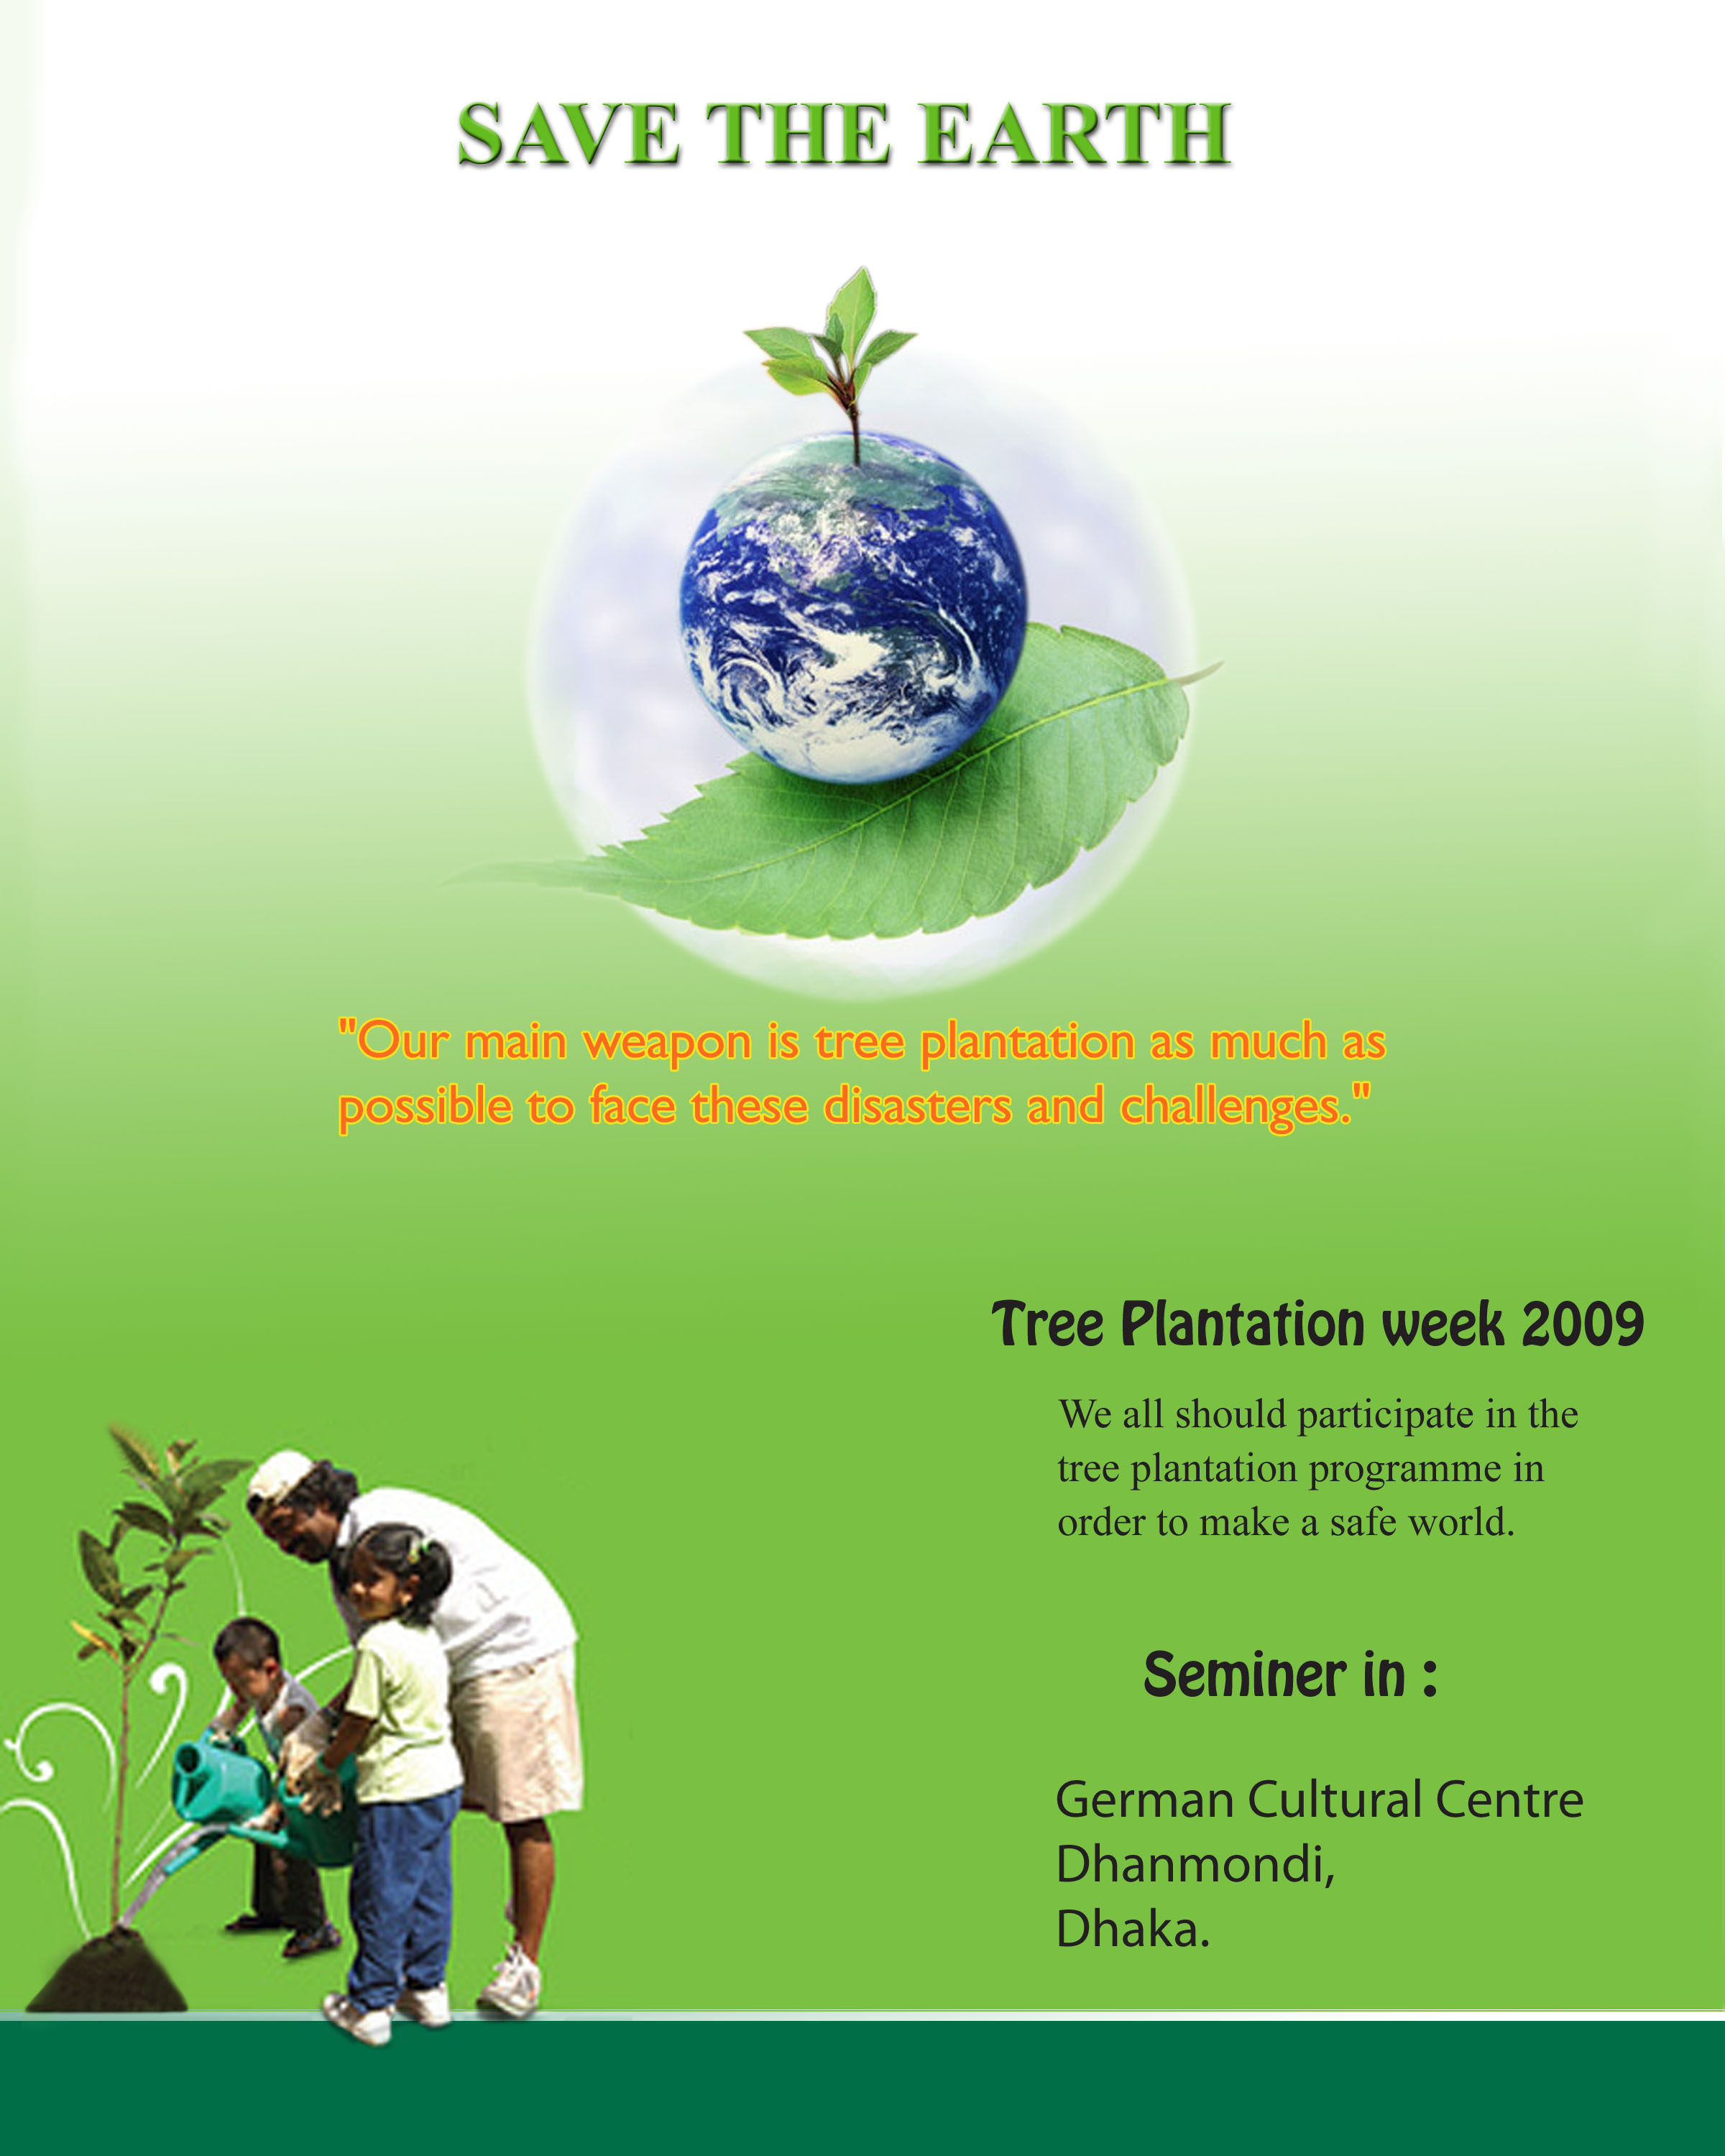 SAVE THE EARTH
"Our main weapon is tree plantation as much as
possible to face these disasters and challenges."
Tree Plantation week 2009
We all should participate in the
tree plantation programme in
order to make a safe world.
Seminer in :
German Cultural Centre
Dhanmondi,
Dhaka.